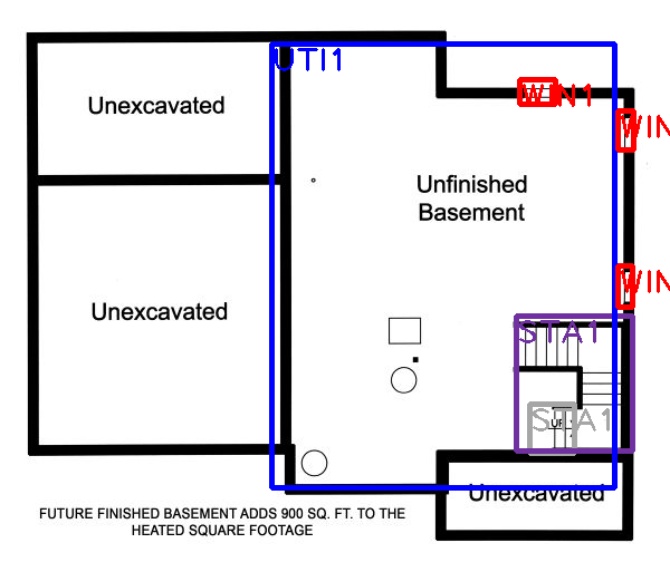 UTI1
WIN1
Unexcavated
WIN
Unfinished
Basement
WIN
Unexcavated
STA1
STA1
UP
Unexcavated
FUTURE FINISHED BASEMENT ADDS 900 SQ. FT. TO THE
HEATED SQUARE FOOTAGE